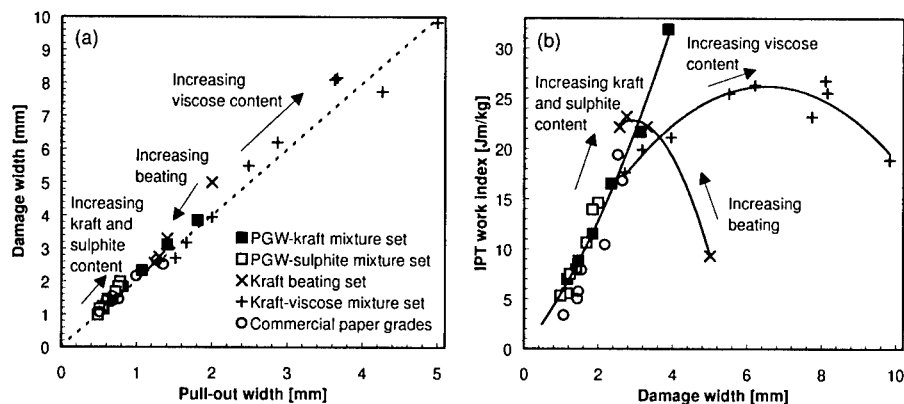 (a)
Damage width [mm]
10
9
8
7
6
5
4
3
2
1
0
Increasing
viscose content
Increasing
beating
Increasing
kraft and
sulphite
content
PGW-kraft mixture set
PGW-sulphite mixture set
Kraft beating set
Kraft-viscose mixture set
Commercial paper grades
0 1 2 3 4 5
Pull-out width [mm]
(b)
IPT work index [Jm/kg]
30
25
20
15
10
5
0
Increasing viscose
content
Increasing kraft
and sulphite
content
Increasing
beating
0 2 4 6 8 10
Damage width [mm]